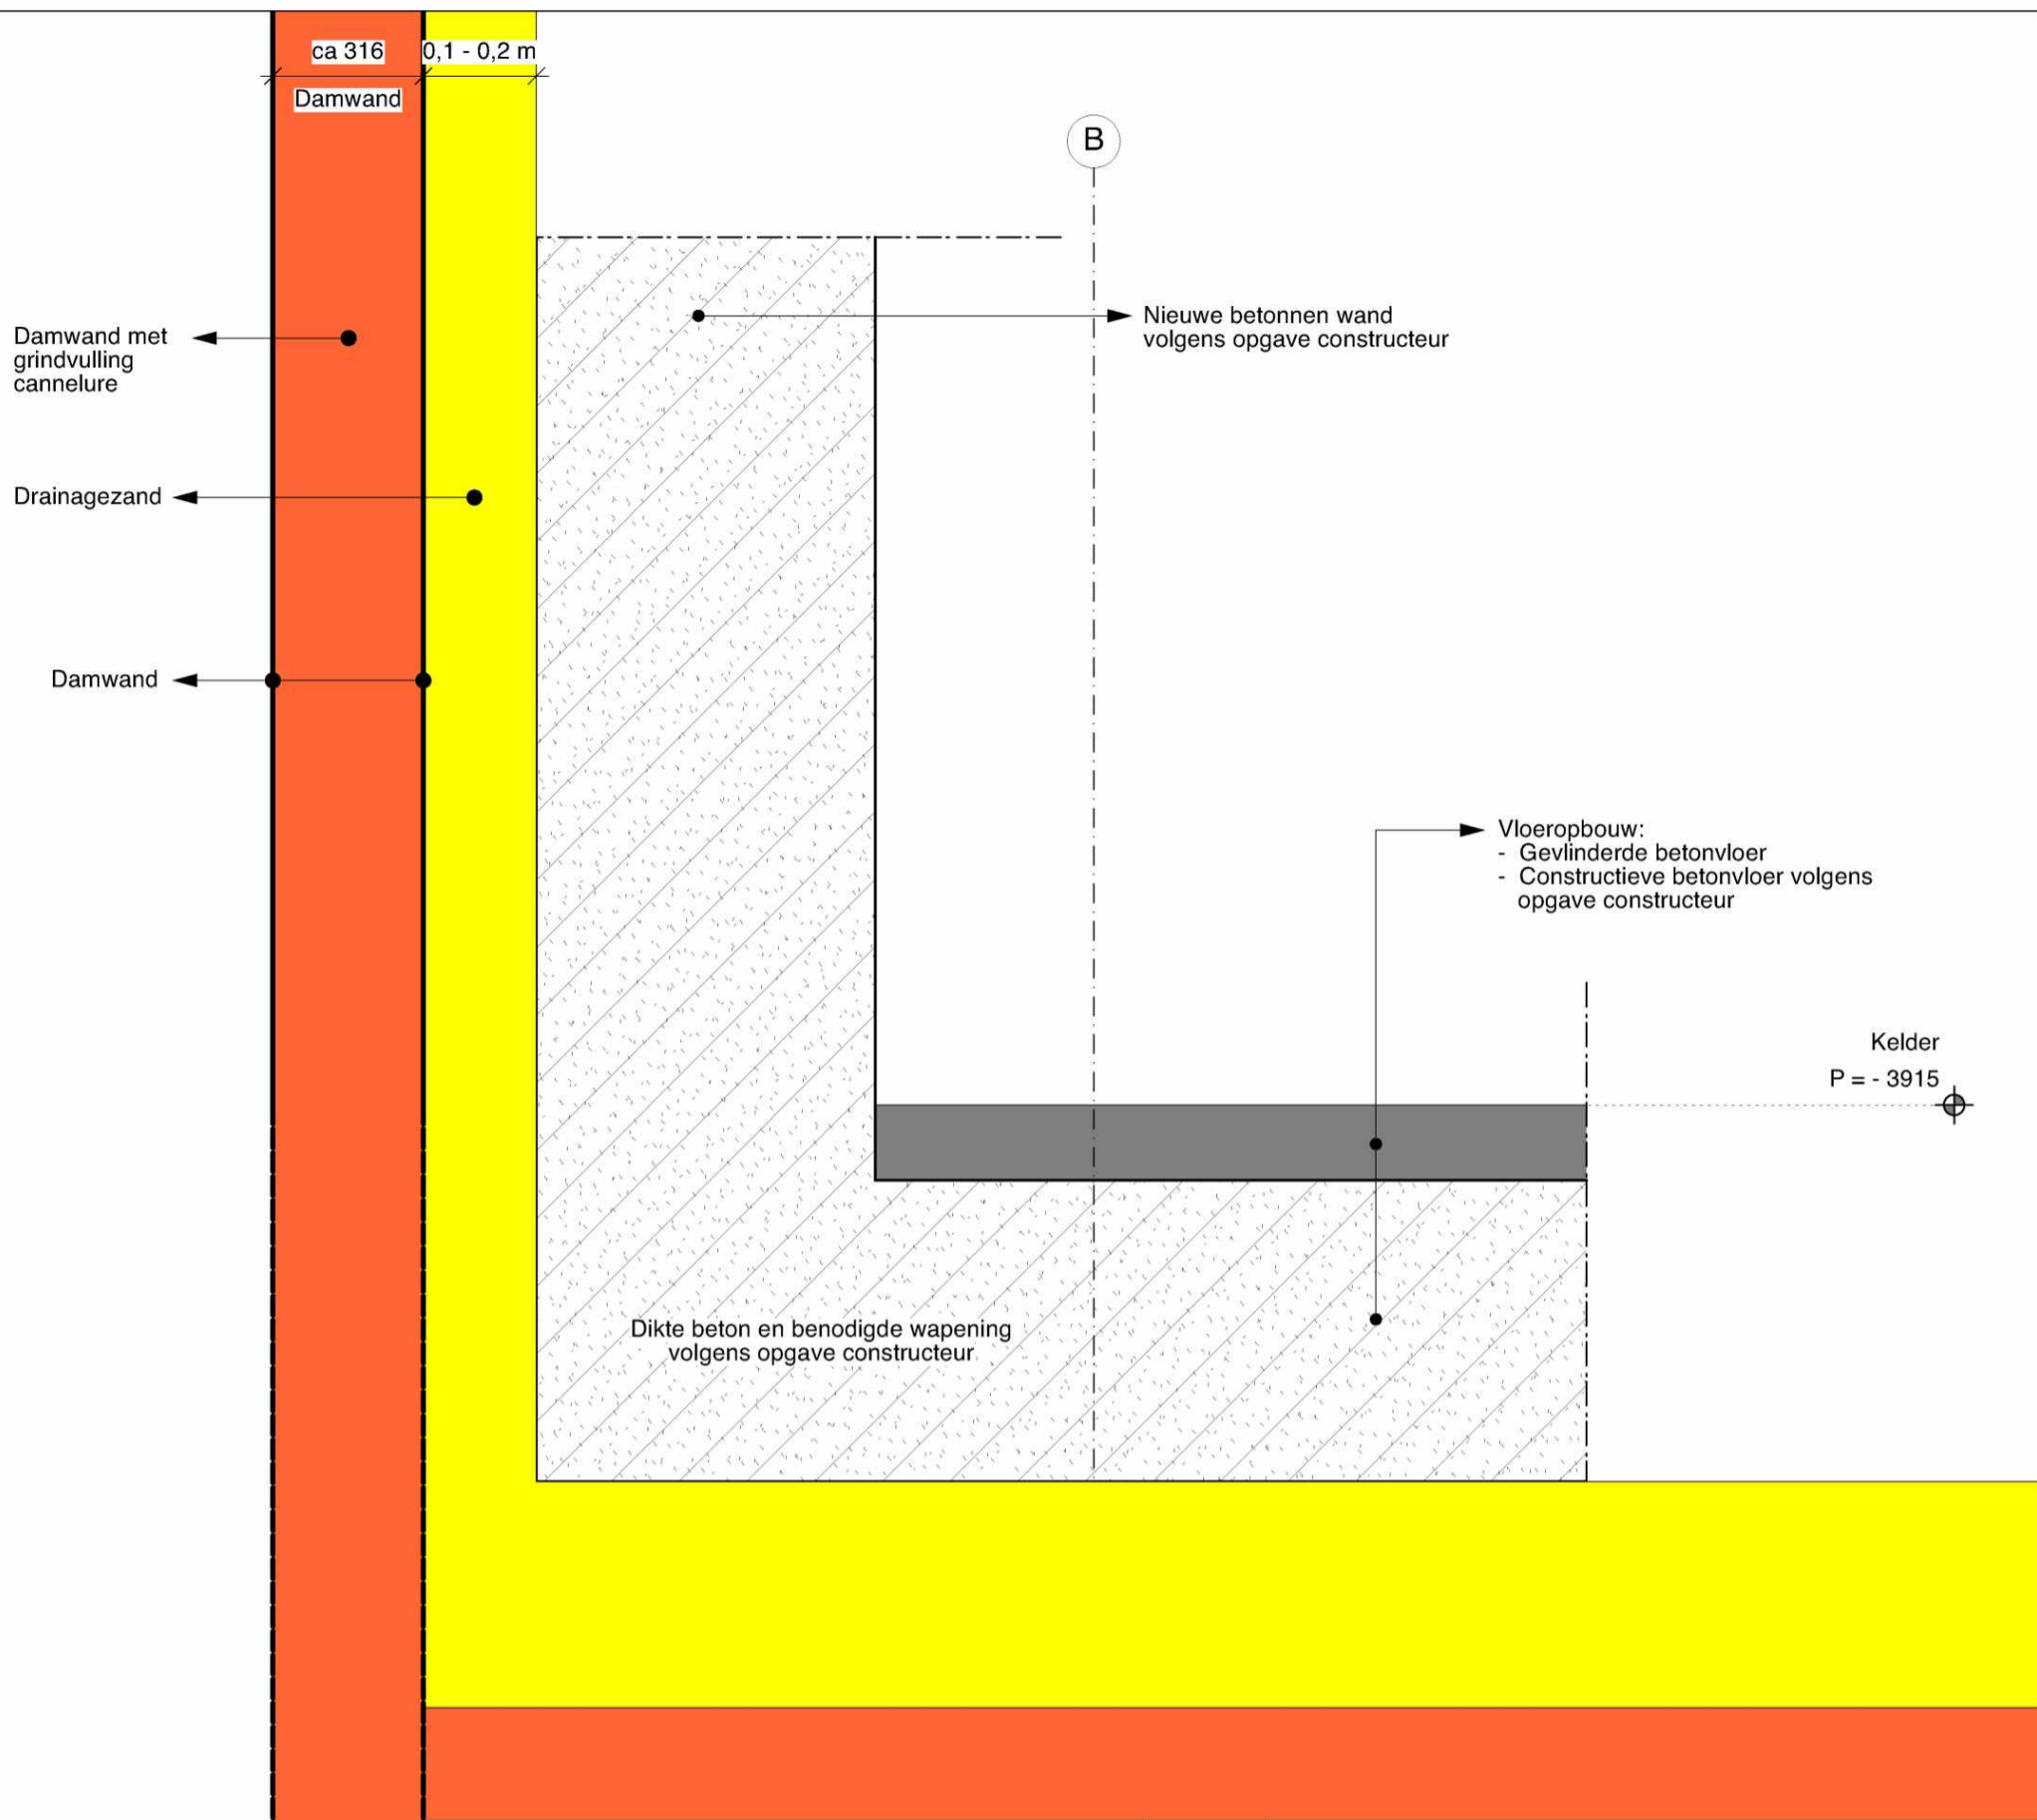 ca 316
0,1 - 0,2 m
Damwand
B
Nieuwe betonnen wand
volgens opgave constructeur
Damwand met
grindvulling
cannelure
Drainagezand
Damwand
Vloeropbouw:
- Gevlinderde betonvloer
- Constructieve betonvloer volgens
opgave constructeur
Kelder
P = - 3915
Dikte beton en benodigde wapening
volgens opgave constructeur